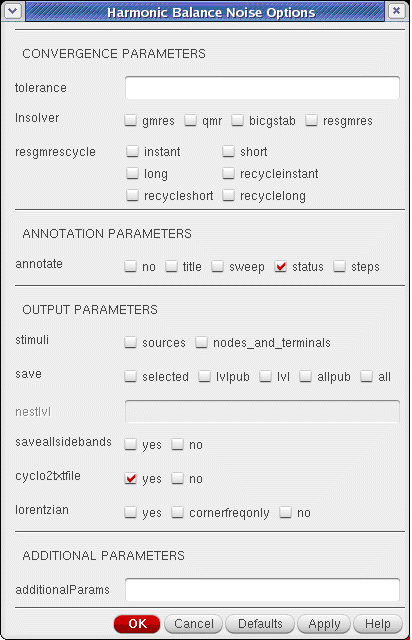 Harmonic Balance Noise Options
CONVERGENCE PARAMETERS
tolerance
lnsolver gmres qmr bicgstab resgmres
resgmrescycle instant short
long recycleinstant
recycleshort recyclelong
ANNOTATION PARAMETERS
annotate no title sweep status steps
OUTPUT PARAMETERS
stimuli sources nodes_and_terminals
save selected lvlpub lvl allpub all
nestlvl
saveallsidebands yes no
cyclo2txtfile yes no
lorentzian yes cornerfreqonly no
ADDITIONAL PARAMETERS
additionalParams
OK Cancel Defaults Apply Help